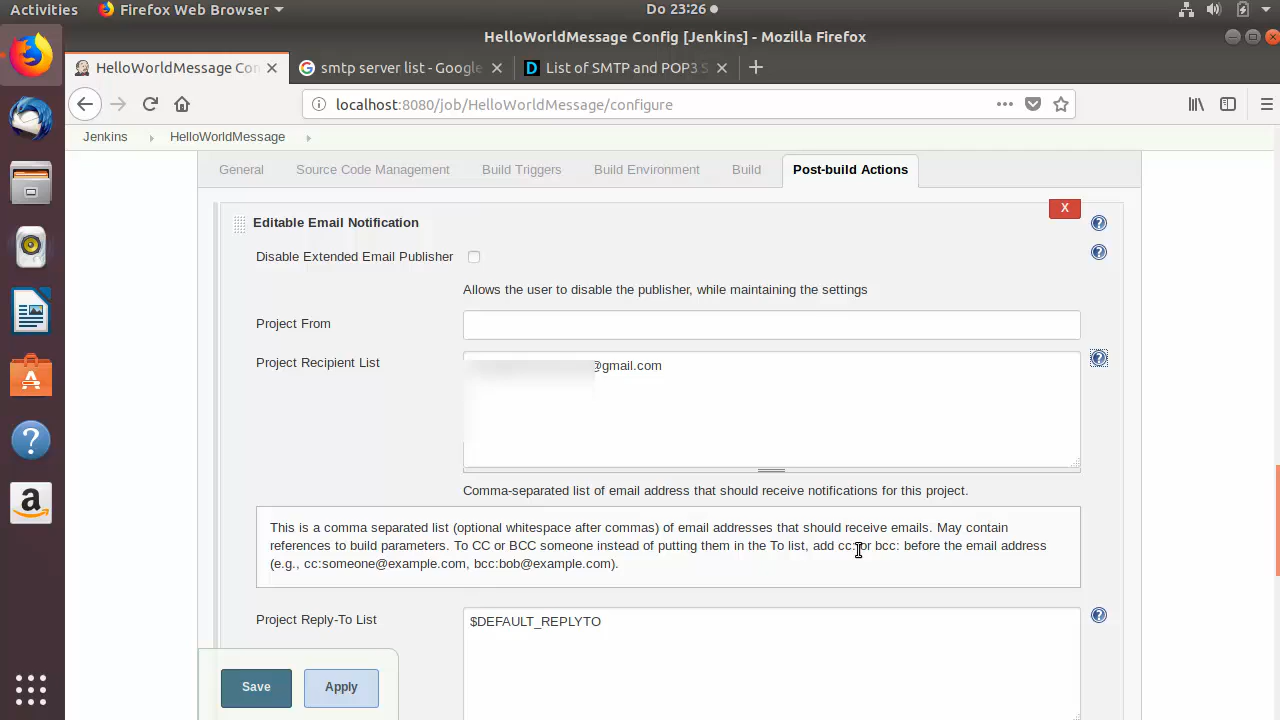 Activities Firefox Web Browser Do 23:26
HelloWorldMessage Config [Jenkins] - Mozilla Firefox
HelloWorldMessage Con smtp server list - Google List of SMTP and POP3 S
localhost:8080/job/HelloWorldMessage/configure
Jenkins HelloWorldMessage
General Source Code Management Build Triggers Build Environment Build Post-build Actions
Editable Email Notification X
Disable Extended Email Publisher
Allows the user to disable the publisher, while maintaining the settings
Project From
Project Recipient List
@gmail.com
Comma-separated list of email address that should receive notifications for this project.
This is a comma separated list (optional whitespace after commas) of email addresses that should receive emails. May contain
references to build parameters. To CC or BCC someone instead of putting them in the To list, add cc: or bcc: before the email address
(e.g., cc:someone@example.com, bcc:bob@example.com).
Project Reply-To List
$DEFAULT_REPLYTO
Save Apply